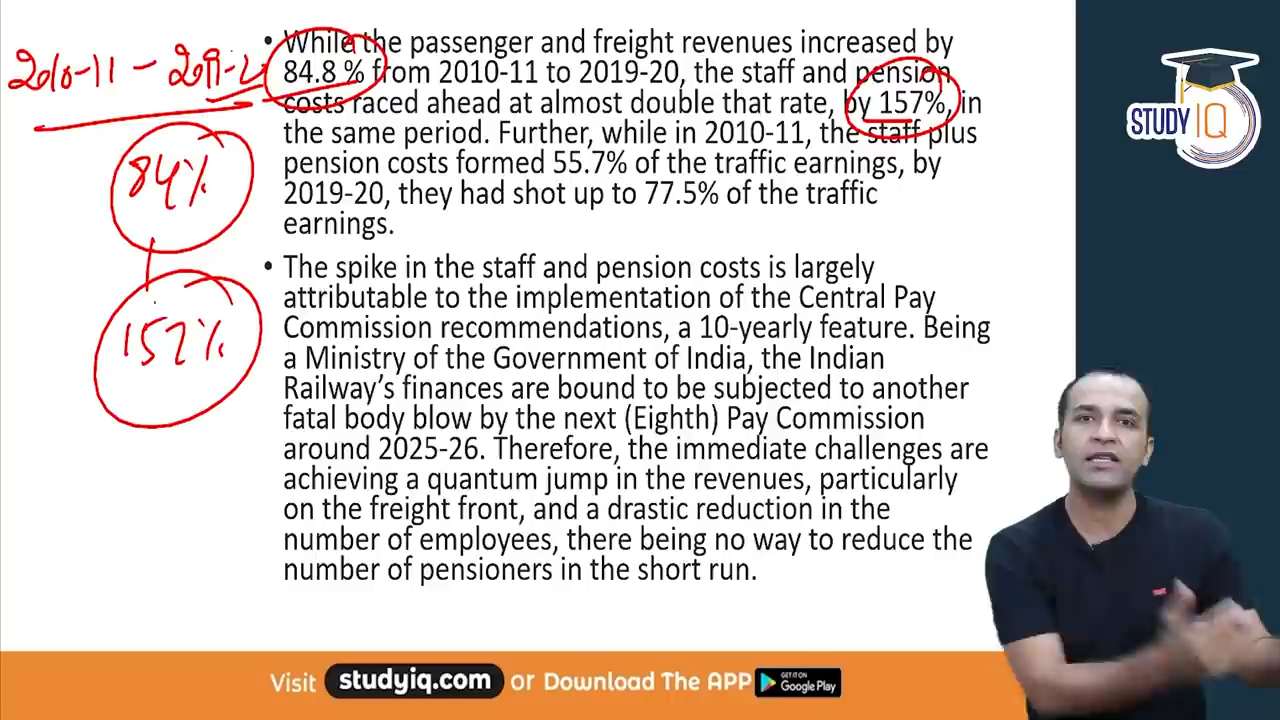 2010-11 - 2019-2
84%
157%
• While the passenger and freight revenues increased by
84.8 % from 2010-11 to 2019-20, the staff and pension
costs raced ahead at almost double that rate, by 157%, in
the same period. Further, while in 2010-11, the staff plus
pension costs formed 55.7% of the traffic earnings, by
2019-20, they had shot up to 77.5% of the traffic
earnings.
• The spike in the staff and pension costs is largely
attributable to the implementation of the Central Pay
Commission recommendations, a 10-yearly feature. Being
a Ministry of the Government of India, the Indian
Railway’s finances are bound to be subjected to another
fatal body blow by the next (Eighth) Pay Commission
around 2025-26. Therefore, the immediate challenges are
achieving a quantum jump in the revenues, particularly
on the freight front, and a drastic reduction in the
number of employees, there being no way to reduce the
number of pensioners in the short run.
STUDY IQ
Visit studyiq.com or Download The APP GET IT ON Google Play